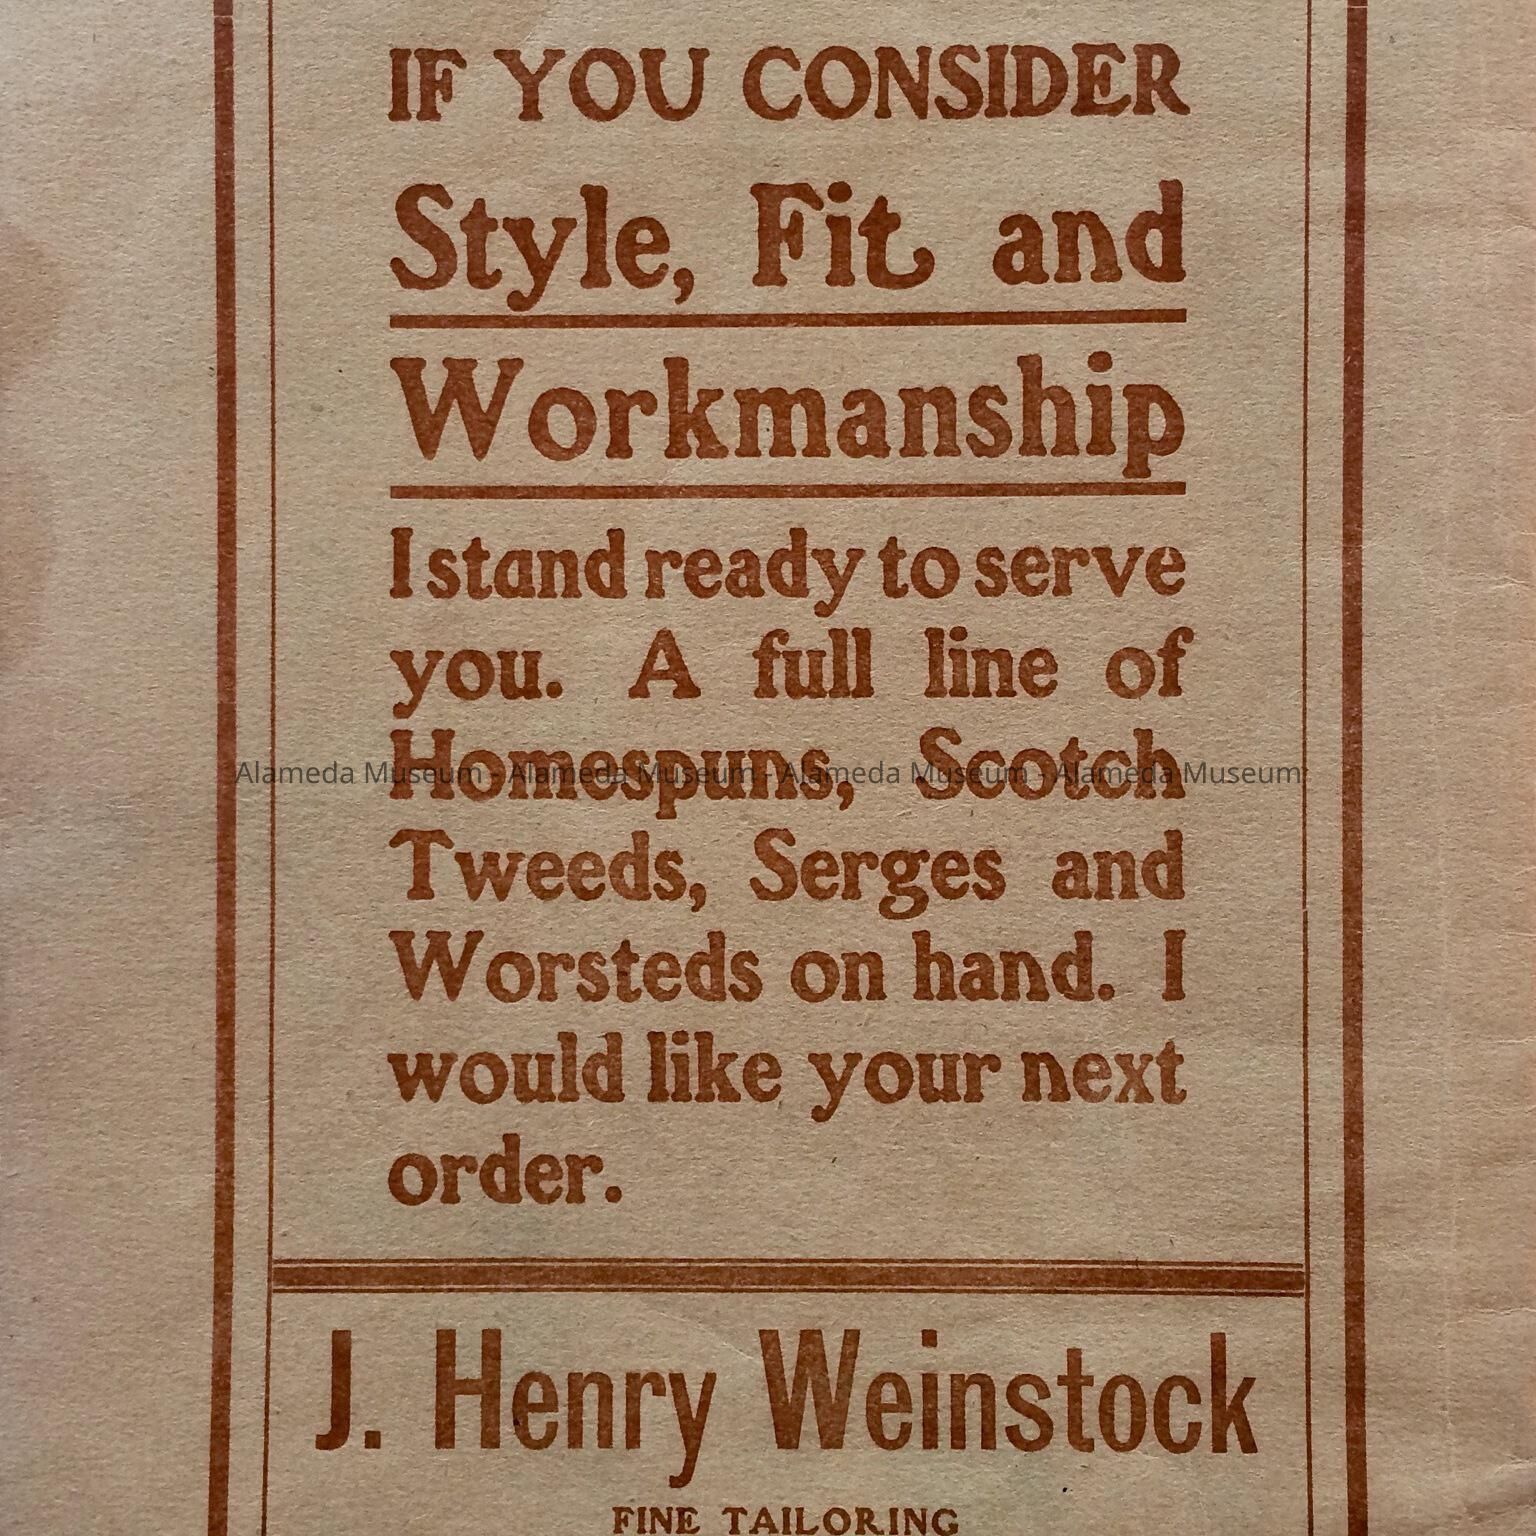 IF YOU CONSIDER
Style, Fit and
Workmanship
I stand ready to serve
you. A full line of
Homespuns, Scotch
Alameda Museum - Alameda Museum - Alameda Museum - Alameda Museum
Tweeds, Serges and
Worsteds on hand. I
would like your next
order.
J. Henry Weinstock
FINE TAILORING